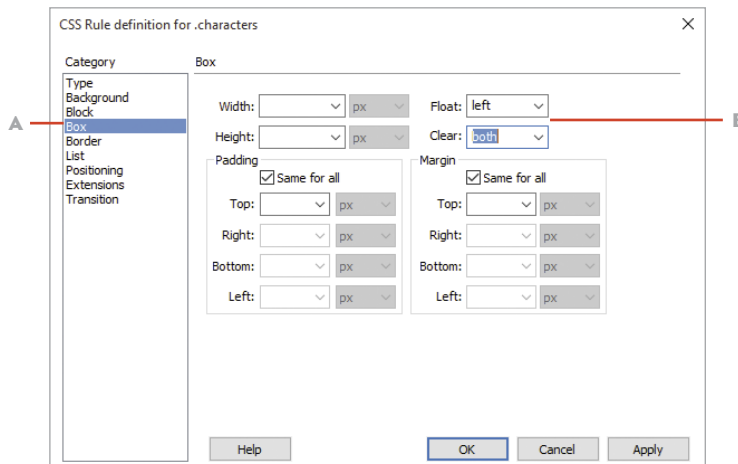 CSS Rule definition for .characters
Category
Box
Type
Background
Block
Box
Border
List
Positioning
Extensions
Transition
A
Width: px Float: left
Height: px Clear: both
Padding Margin
Same for all Same for all
Top: px Top: px
Right: px Right: px
Bottom: px Bottom: px
Left: px Left: px
Help OK Cancel Apply